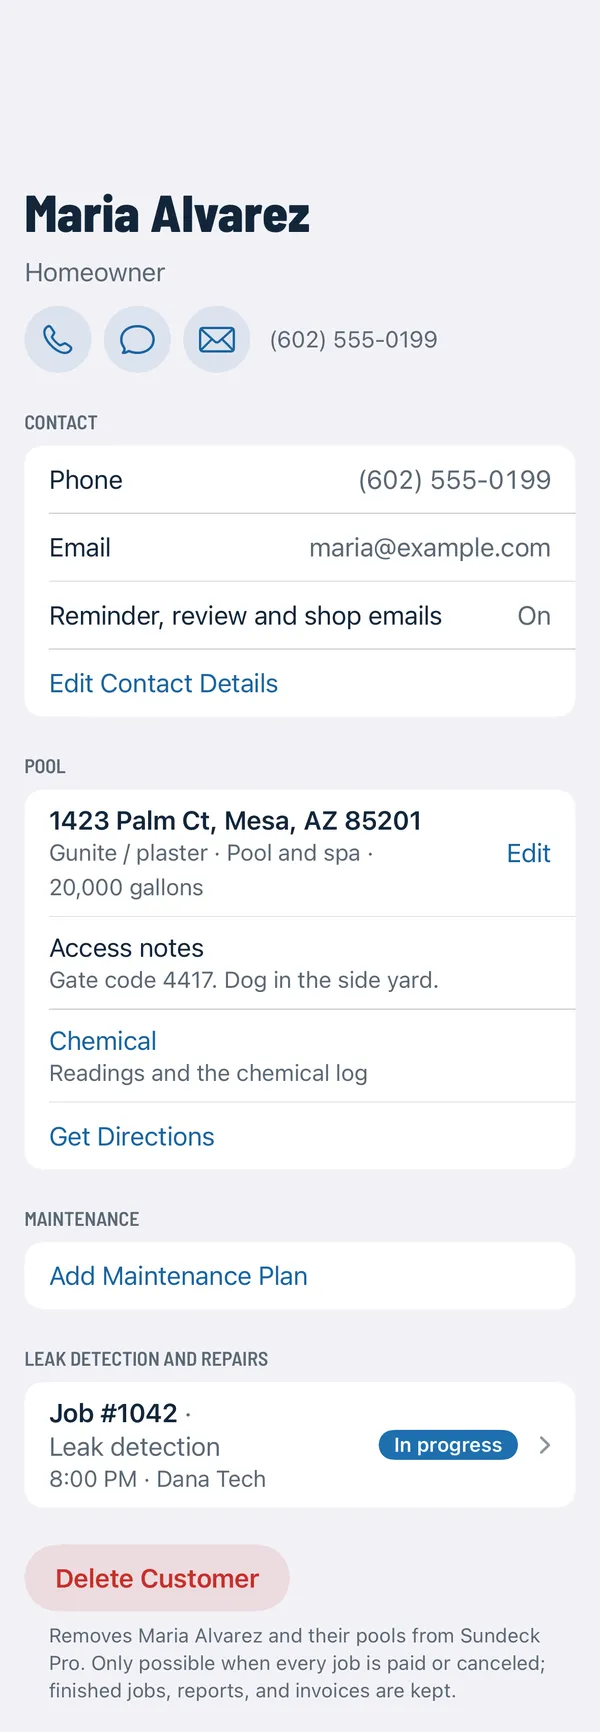 Maria Alvarez
Homeowner
(602) 555-0199
CONTACT
Phone (602) 555-0199
Email maria@example.com
Reminder, review and shop emails On
Edit Contact Details
POOL
1423 Palm Ct, Mesa, AZ 85201
Gunite / plaster · Pool and spa ·
20,000 gallons
Edit
Access notes
Gate code 4417. Dog in the side yard.
Chemical
Readings and the chemical log
Get Directions
MAINTENANCE
Add Maintenance Plan
LEAK DETECTION AND REPAIRS
Job #1042 ·
Leak detection
8:00 PM · Dana Tech
In progress
Delete Customer
Removes Maria Alvarez and their pools from Sundeck
Pro. Only possible when every job is paid or canceled;
finished jobs, reports, and invoices are kept.